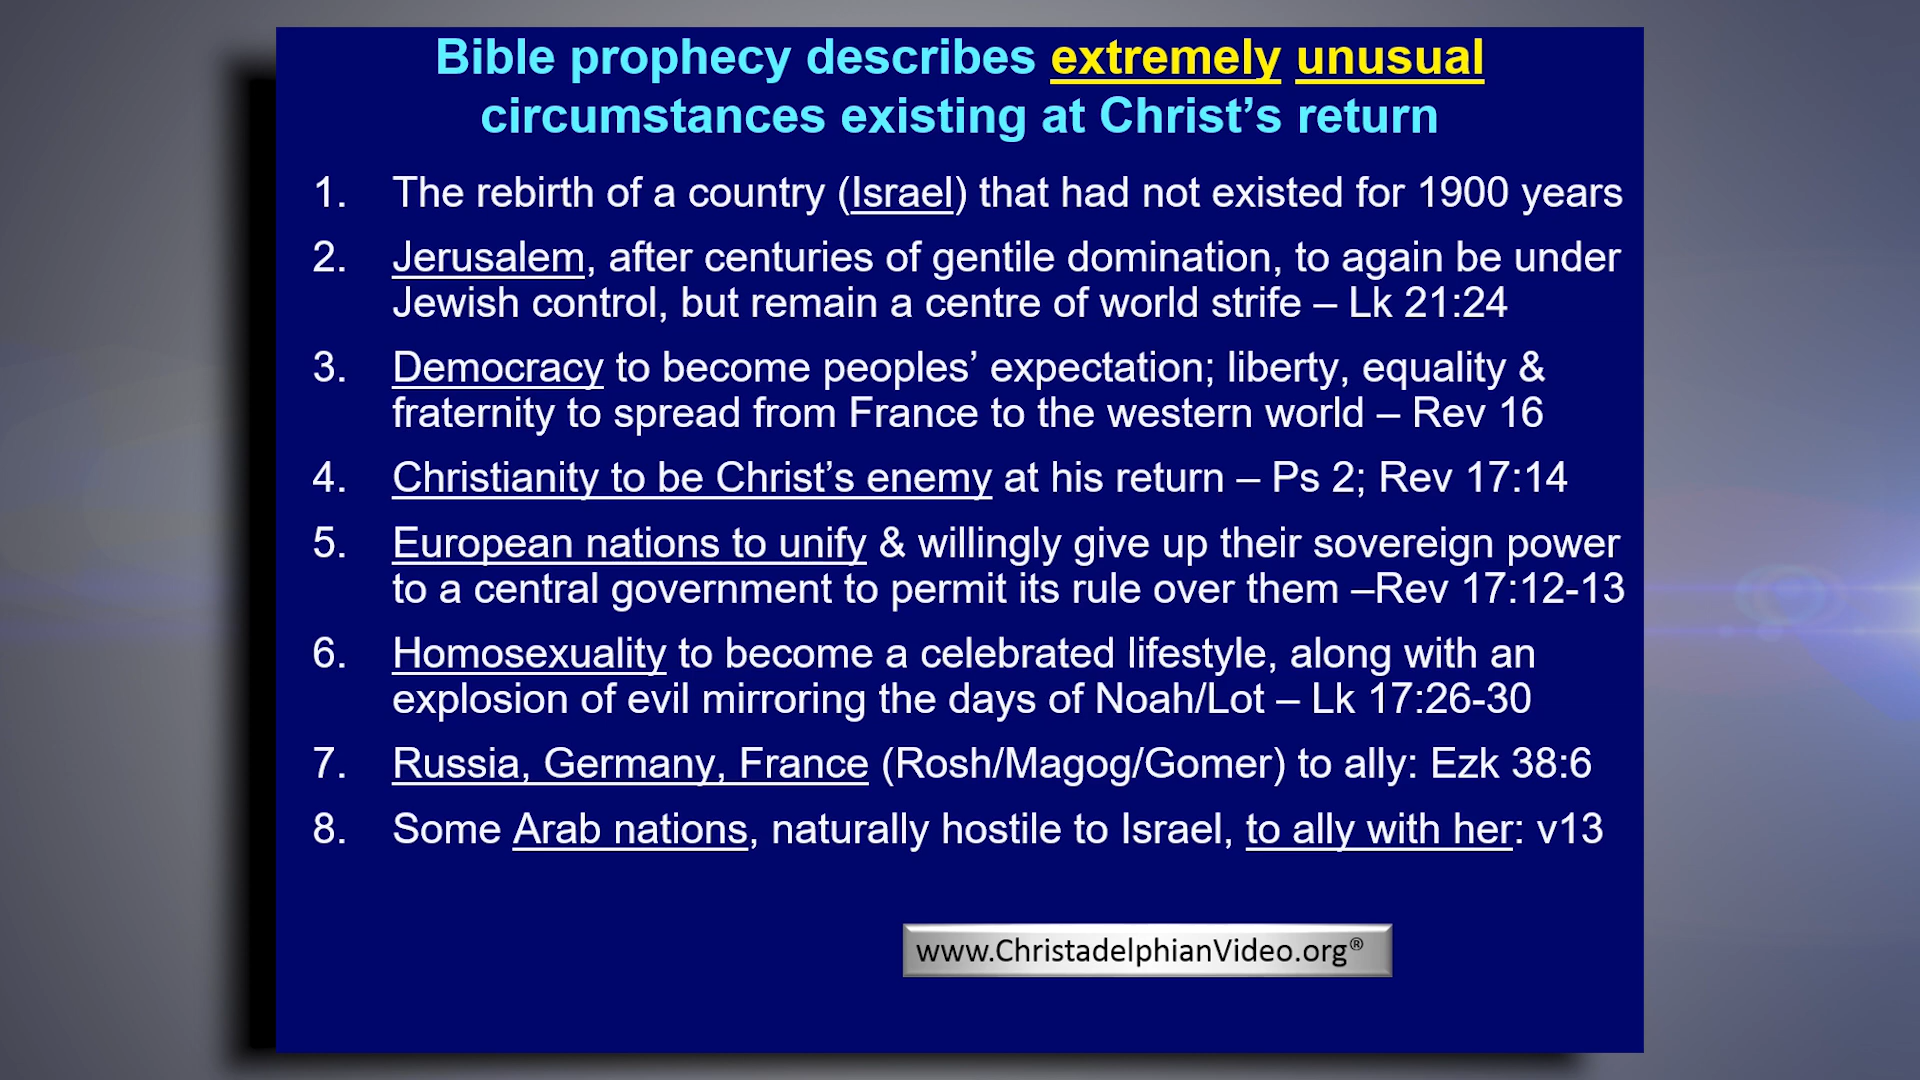 Bible prophecy describes extremely unusual
circumstances existing at Christ’s return
1. The rebirth of a country (Israel) that had not existed for 1900 years
2. Jerusalem, after centuries of gentile domination, to again be under
Jewish control, but remain a centre of world strife – Lk 21:24
3. Democracy to become peoples’ expectation; liberty, equality &
fraternity to spread from France to the western world – Rev 16
4. Christianity to be Christ’s enemy at his return – Ps 2; Rev 17:14
5. European nations to unify & willingly give up their sovereign power
to a central government to permit its rule over them –Rev 17:12-13
6. Homosexuality to become a celebrated lifestyle, along with an
explosion of evil mirroring the days of Noah/Lot – Lk 17:26-30
7. Russia, Germany, France (Rosh/Magog/Gomer) to ally: Ezk 38:6
8. Some Arab nations, naturally hostile to Israel, to ally with her: v13
www.ChristadelphianVideo.org®